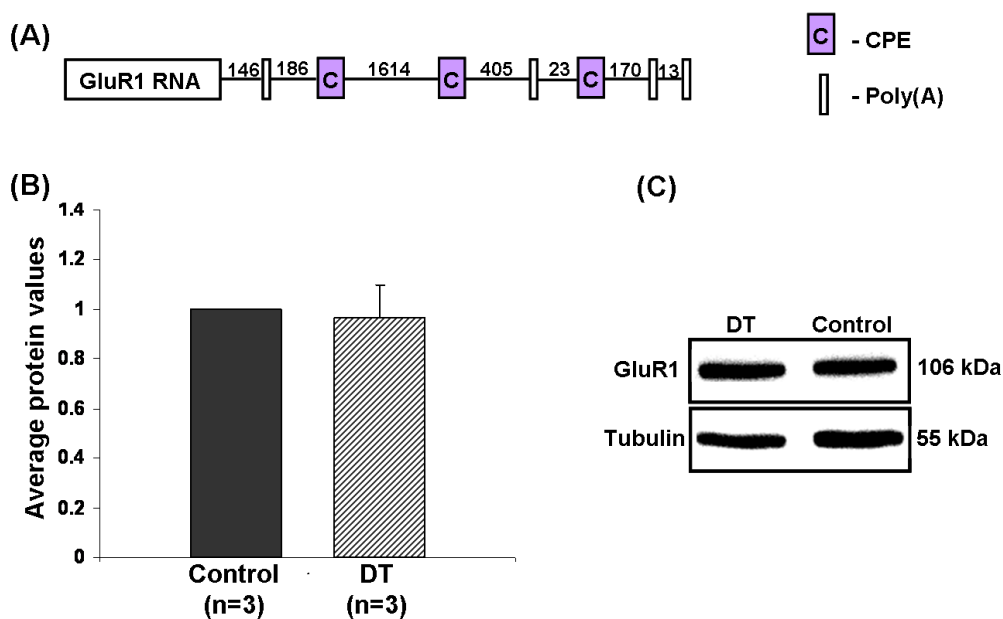 (A)
GluR1 RNA 146 186 C 1614 C 405 23 C 170 13
C - CPE
- Poly(A)
(B)
Average protein values
1.4
1.2
1
0.8
0.6
0.4
0.2
0
Control DT
(n=3) (n=3)
(C)
DT Control
GluR1 106 kDa
Tubulin 55 kDa